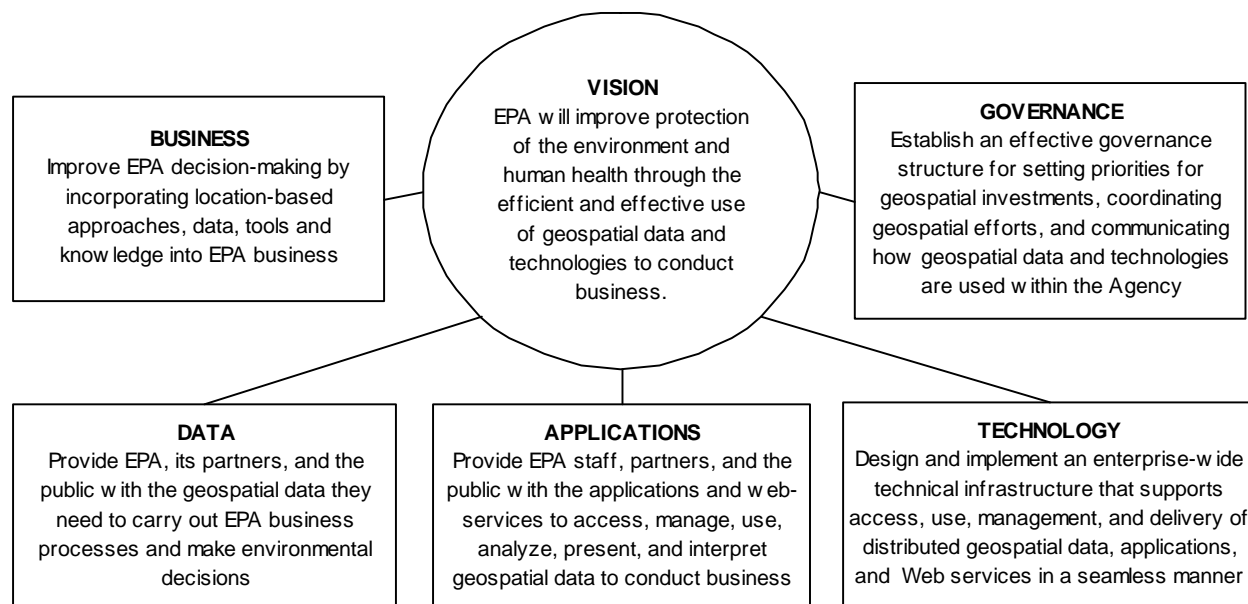 VISION
EPA will improve protection
of the environment and
human health through the
efficient and effective use
of geospatial data and
technologies to conduct
business.
BUSINESS
Improve EPA decision-making by
incorporating location-based
approaches, data, tools and
knowledge into EPA business
GOVERNANCE
Establish an effective governance
structure for setting priorities for
geospatial investments, coordinating
geospatial efforts, and communicating
how geospatial data and technologies
are used within the Agency
DATA
Provide EPA, its partners, and the
public with the geospatial data they
need to carry out EPA business
processes and make environmental
decisions
APPLICATIONS
Provide EPA staff, partners, and the
public with the applications and web-
services to access, manage, use,
analyze, present, and interpret
geospatial data to conduct business
TECHNOLOGY
Design and implement an enterprise-wide
technical infrastructure that supports
access, use, management, and delivery of
distributed geospatial data, applications,
and Web services in a seamless manner